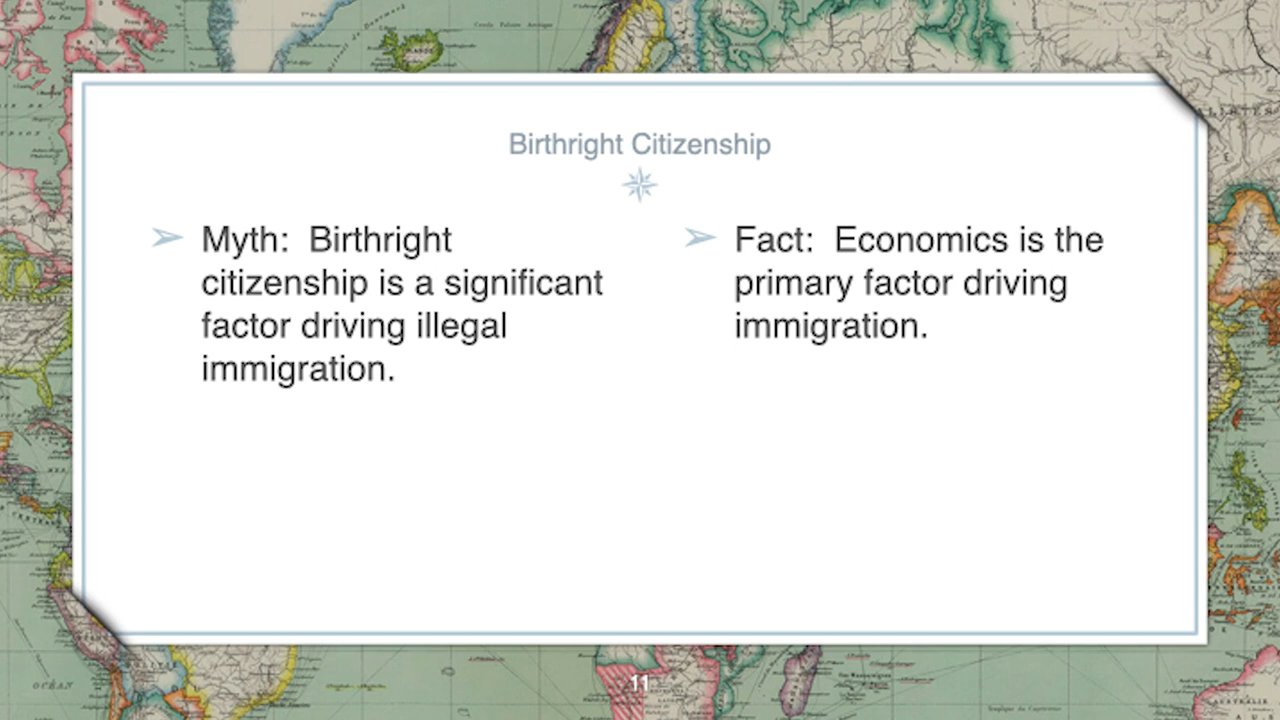 Birthright Citizenship
Myth:  Birthright
citizenship is a significant
factor driving illegal
immigration.
Fact:  Economics is the
primary factor driving
immigration.
11
OCÉAN